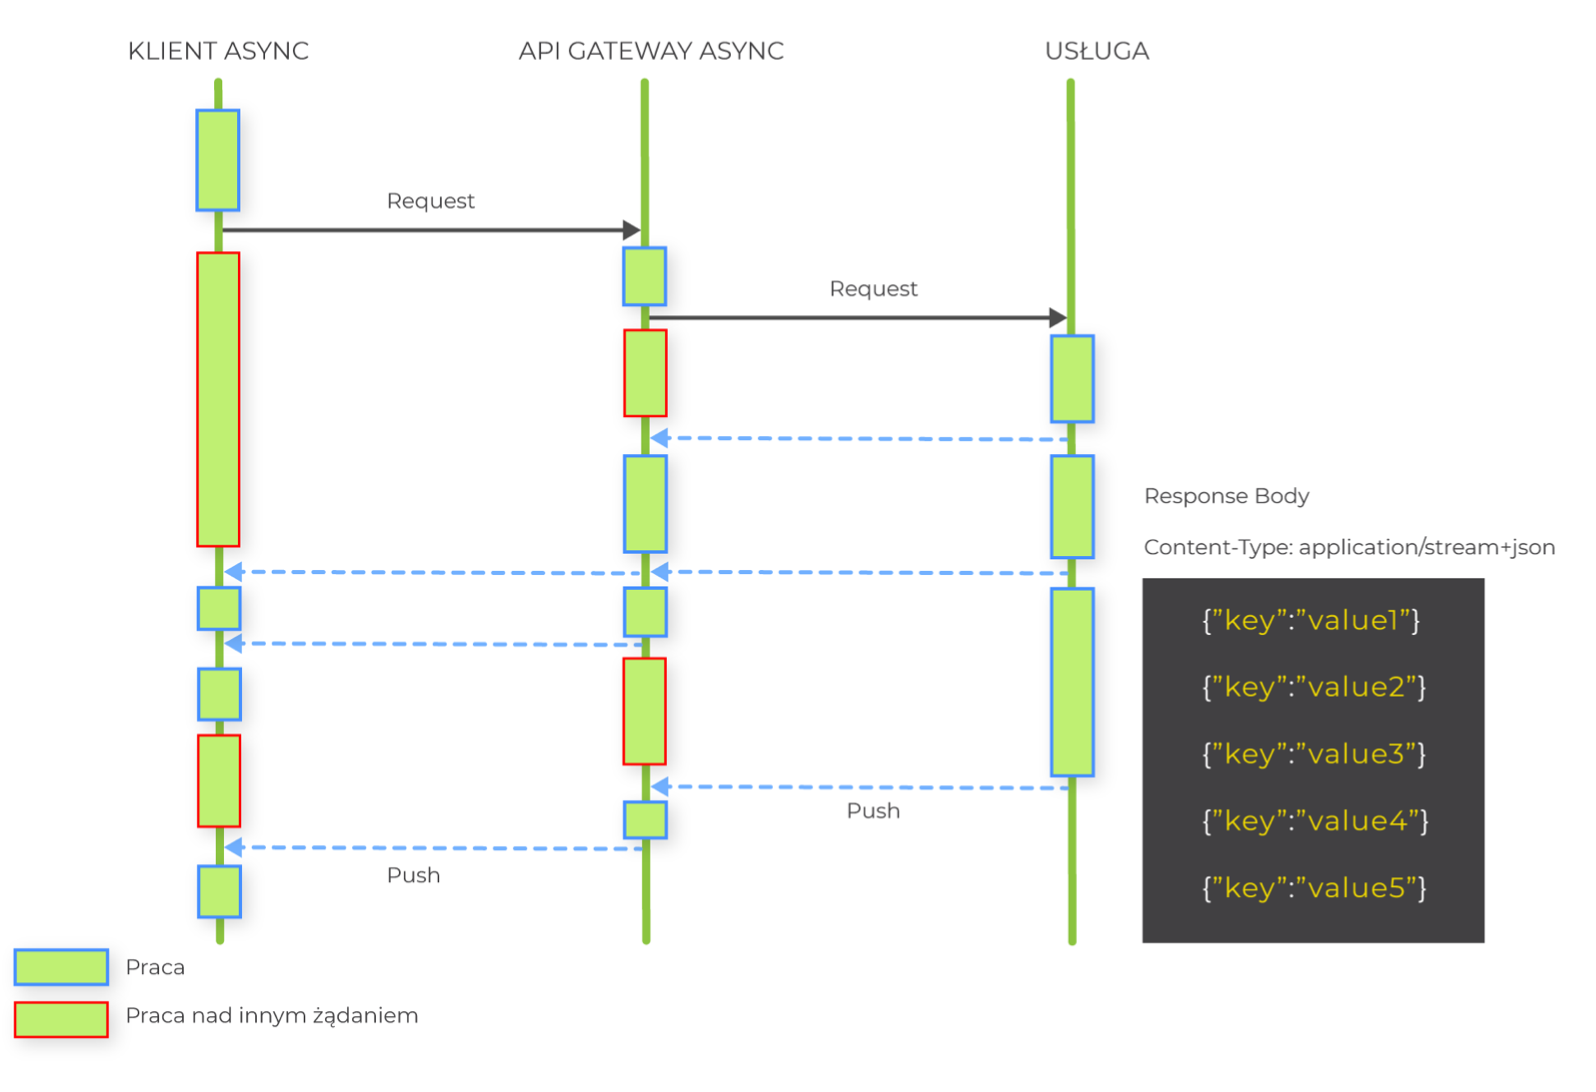 KLIENT ASYNC
API GATEWAY ASYNC
USŁUGA
Request
Request
Response Body
Content-Type: application/stream+json
{”key”:”value1”}
{”key”:”value2”}
{”key”:”value3”}
{”key”:”value4”}
{”key”:”value5”}
Push
Push
Praca
Praca nad innym żądaniem